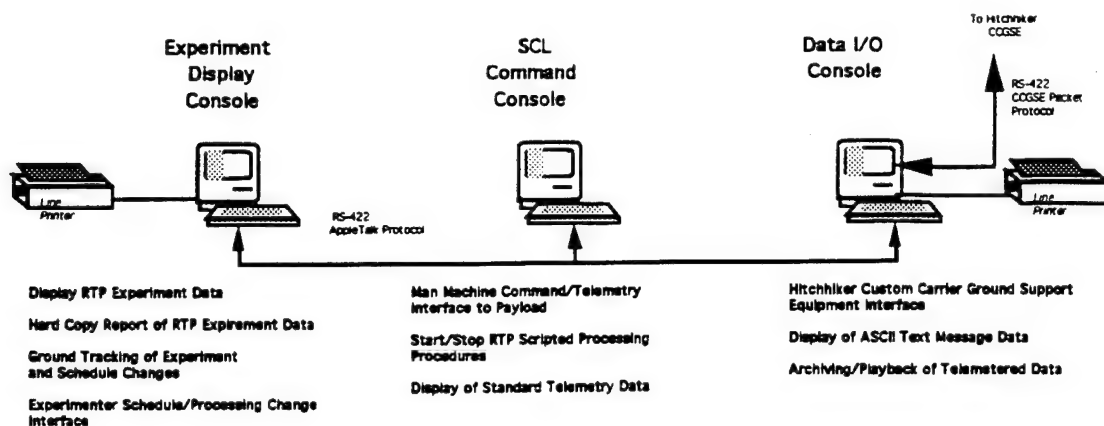 To Hitchhiker
CCGSE
Experiment
Display
Console
SCL
Command
Console
Data I/O
Console
RS-422
CCGSE Packet
Protocol
Line
Printer
RS-422
AppleTalk Protocol
Line
Printer
Display RTP Experiment Data
Hard Copy Report of RTP Expirement Data
Ground Tracking of Experiment
and Schedule Changes
Experimenter Schedule/Processing Change
Interface
Man Machine Command/Telemetry
Interface to Payload
Start/Stop RTP Scripted Processing
Procedures
Display of Standard Telemetry Data
Hitchhiker Custom Carrier Ground Support
Equipment Interface
Display of ASCII Text Message Data
Archiving/Playback of Telemetered Data